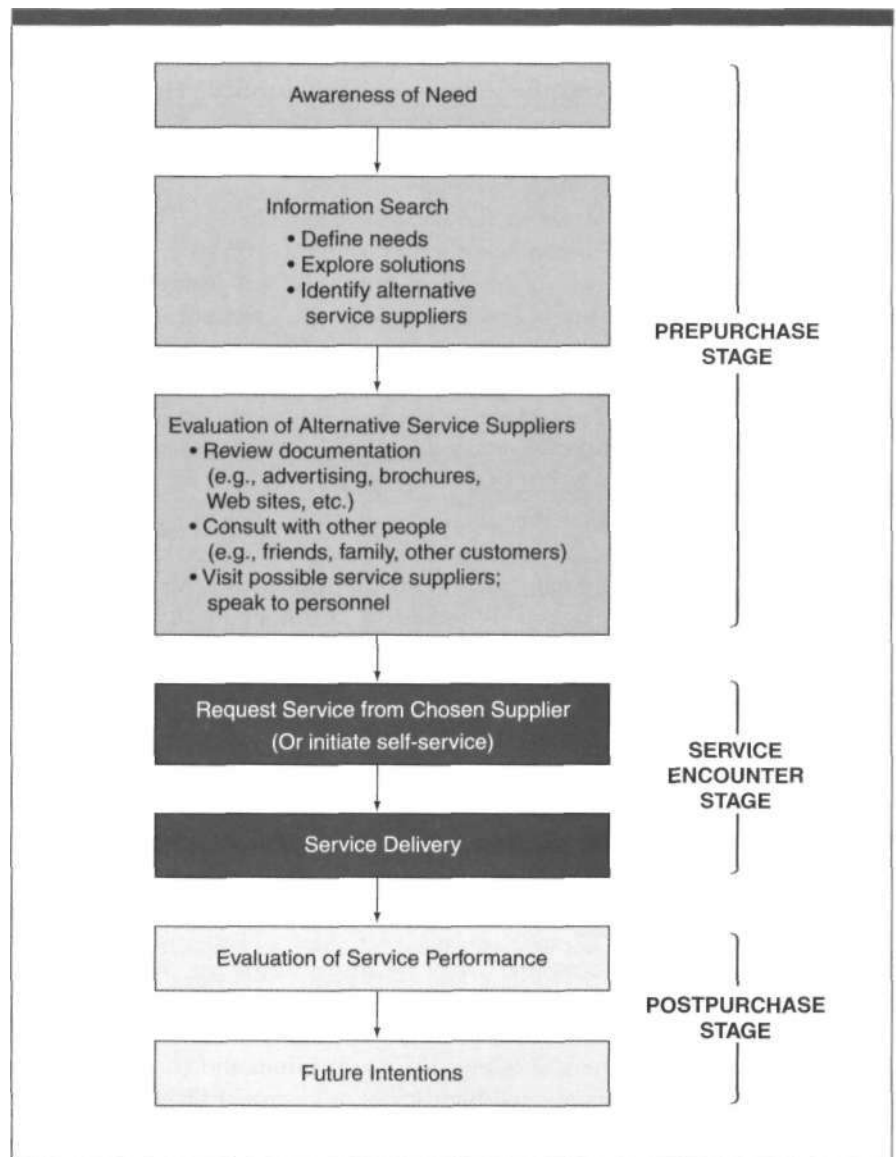 Awareness of Need
Information Search
• Define needs
• Explore solutions
• Identify alternative
service suppliers
PREPURCHASE
STAGE
Evaluation of Alternative Service Suppliers
• Review documentation
(e.g., advertising, brochures,
Web sites, etc.)
• Consult with other people
(e.g., friends, family, other customers)
• Visit possible service suppliers;
speak to personnel
Request Service from Chosen Supplier
(Or initiate self-service)
SERVICE
ENCOUNTER
STAGE
Service Delivery
Evaluation of Service Performance
POSTPURCHASE
STAGE
Future Intentions